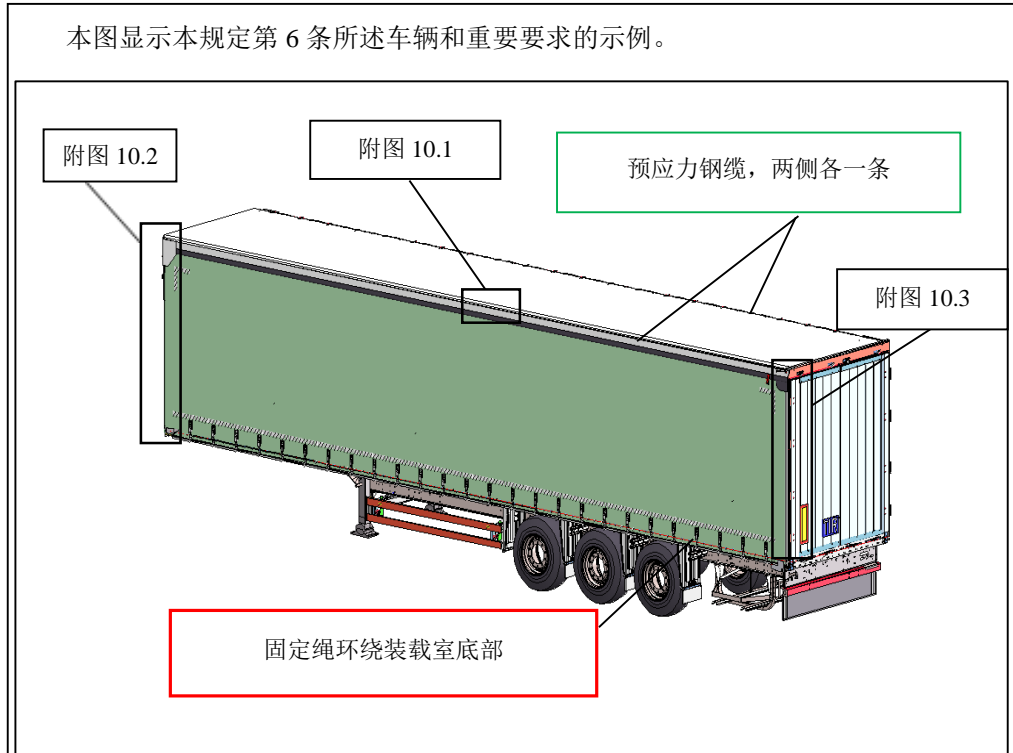 本图显示本规定第 6 条所述车辆和重要要求的示例。
附图 10.2
附图 10.1
预应力钢缆，两侧各一条
附图 10.3
固定绳环绕装载室底部